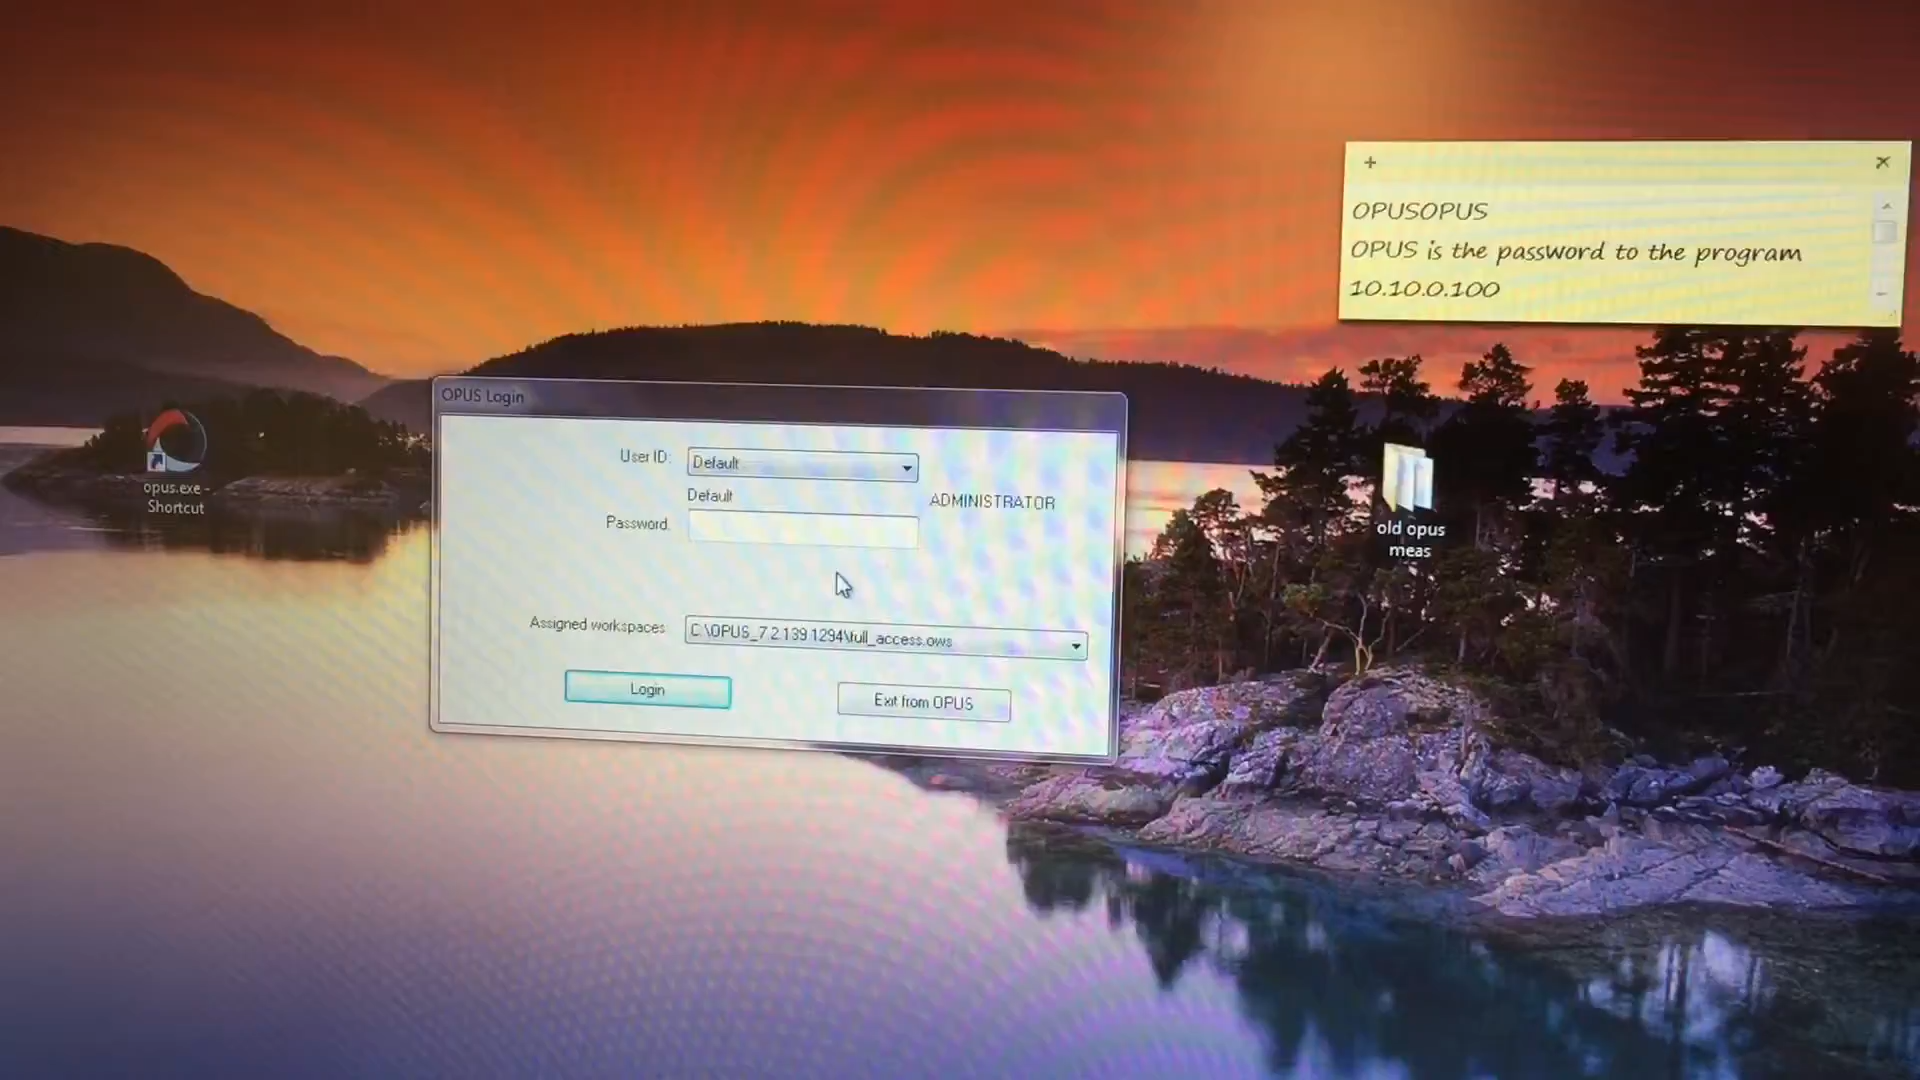 +
OPUSOPUS
OPUS is the password to the program
10.10.0.100
OPUS Login
User ID: Default
Default
ADMINISTRATOR
Password:
Assigned workspaces C:\OPUS_7.2.139.1294\full_access.ows
Login
Exit from OPUS
opus.exe -
Shortcut
old opus
meas